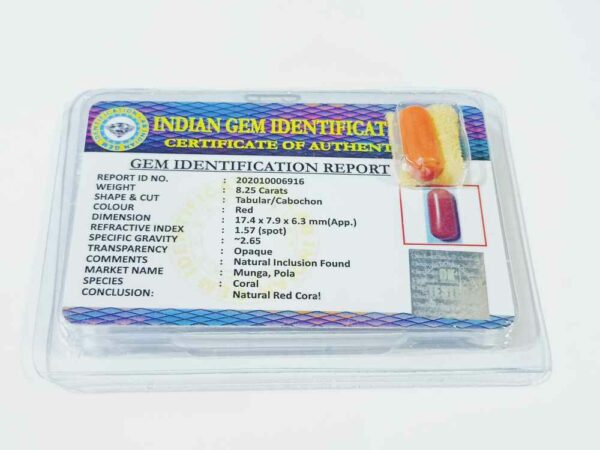 INDIAN GEM IDENTIFICAT
CERTIFICATE OF AUTHENT
GEM IDENTIFICATION REPORT
REPORT ID NO. : 202010006916
WEIGHT : 8.25 Carats
SHAPE & CUT : Tabular/Cabochon
COLOUR : Red
DIMENSION : 17.4 x 7.9 x 6.3 mm(App.)
REFRACTIVE INDEX : 1.57 (spot)
SPECIFIC GRAVITY : ~2.65
TRANSPARENCY : Opaque
COMMENTS : Natural Inclusion Found
MARKET NAME : Munga, Pola
SPECIES : Coral
CONCLUSION: Natural Red Coral